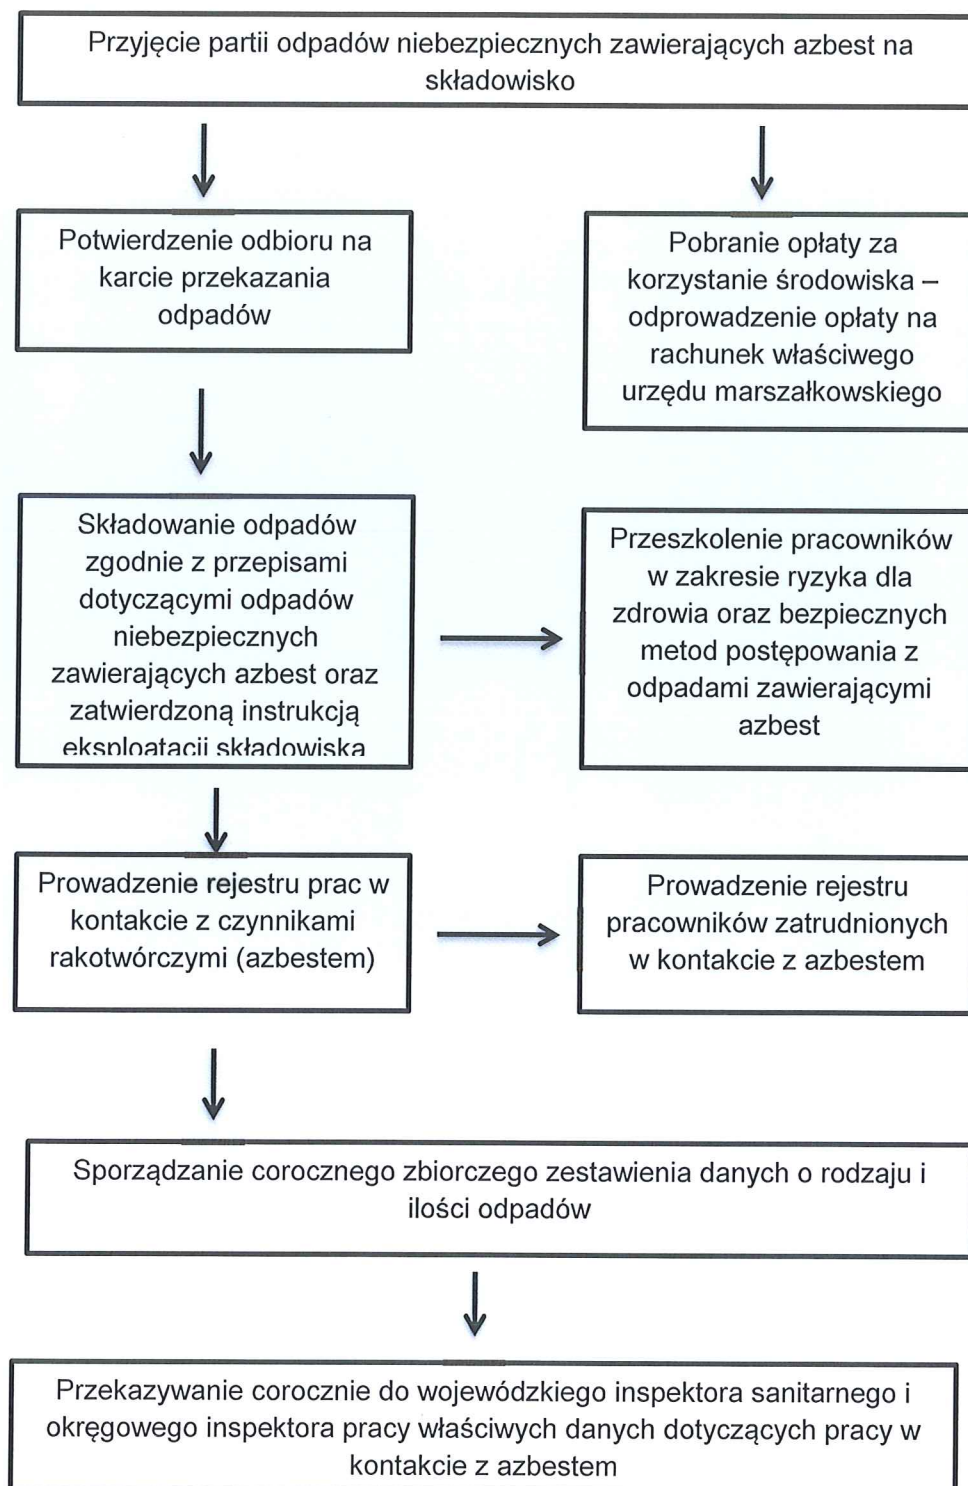 Przyjęcie partii odpadów niebezpiecznych zawierających azbest na
składowisko
Potwierdzenie odbioru na
karcie przekazania
odpadów
Pobranie opłaty za
korzystanie środowiska –
odprowadzenie opłaty na
rachunek właściwego
urzędu marszałkowskiego
Składowanie odpadów
zgodnie z przepisami
dotyczącymi odpadów
niebezpiecznych
zawierających azbest oraz
zatwierdzoną instrukcją
eksploatacji składowiska
Przeszkolenie pracowników
w zakresie ryzyka dla
zdrowia oraz bezpiecznych
metod postępowania z
odpadami zawierającymi
azbest
Prowadzenie rejestru prac w
kontakcie z czynnikami
rakotwórczymi (azbestem)
Prowadzenie rejestru
pracowników zatrudnionych
w kontakcie z azbestem
Sporządzanie corocznego zbiorczego zestawienia danych o rodzaju i
ilości odpadów
Przekazywanie corocznie do wojewódzkiego inspektora sanitarnego i
okręgowego inspektora pracy właściwych danych dotyczących pracy w
kontakcie z azbestem